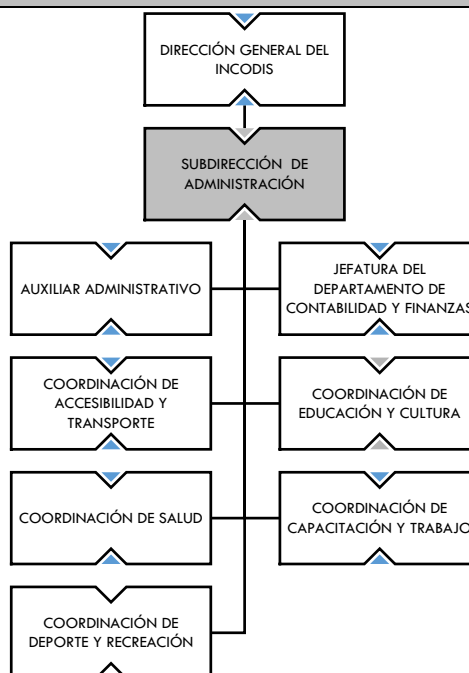 DIRECCIÓN GENERAL DEL
INCODIS
SUBDIRECCIÓN DE
ADMINISTRACIÓN
AUXILIAR ADMINISTRATIVO
JEFATURA DEL
DEPARTAMENTO DE
CONTABILIDAD Y FINANZAS
COORDINACIÓN DE
ACCESIBILIDAD Y
TRANSPORTE
COORDINACIÓN DE
EDUCACIÓN Y CULTURA
COORDINACIÓN DE SALUD
COORDINACIÓN DE
CAPACITACIÓN Y TRABAJO
COORDINACIÓN DE
DEPORTE Y RECREACIÓN